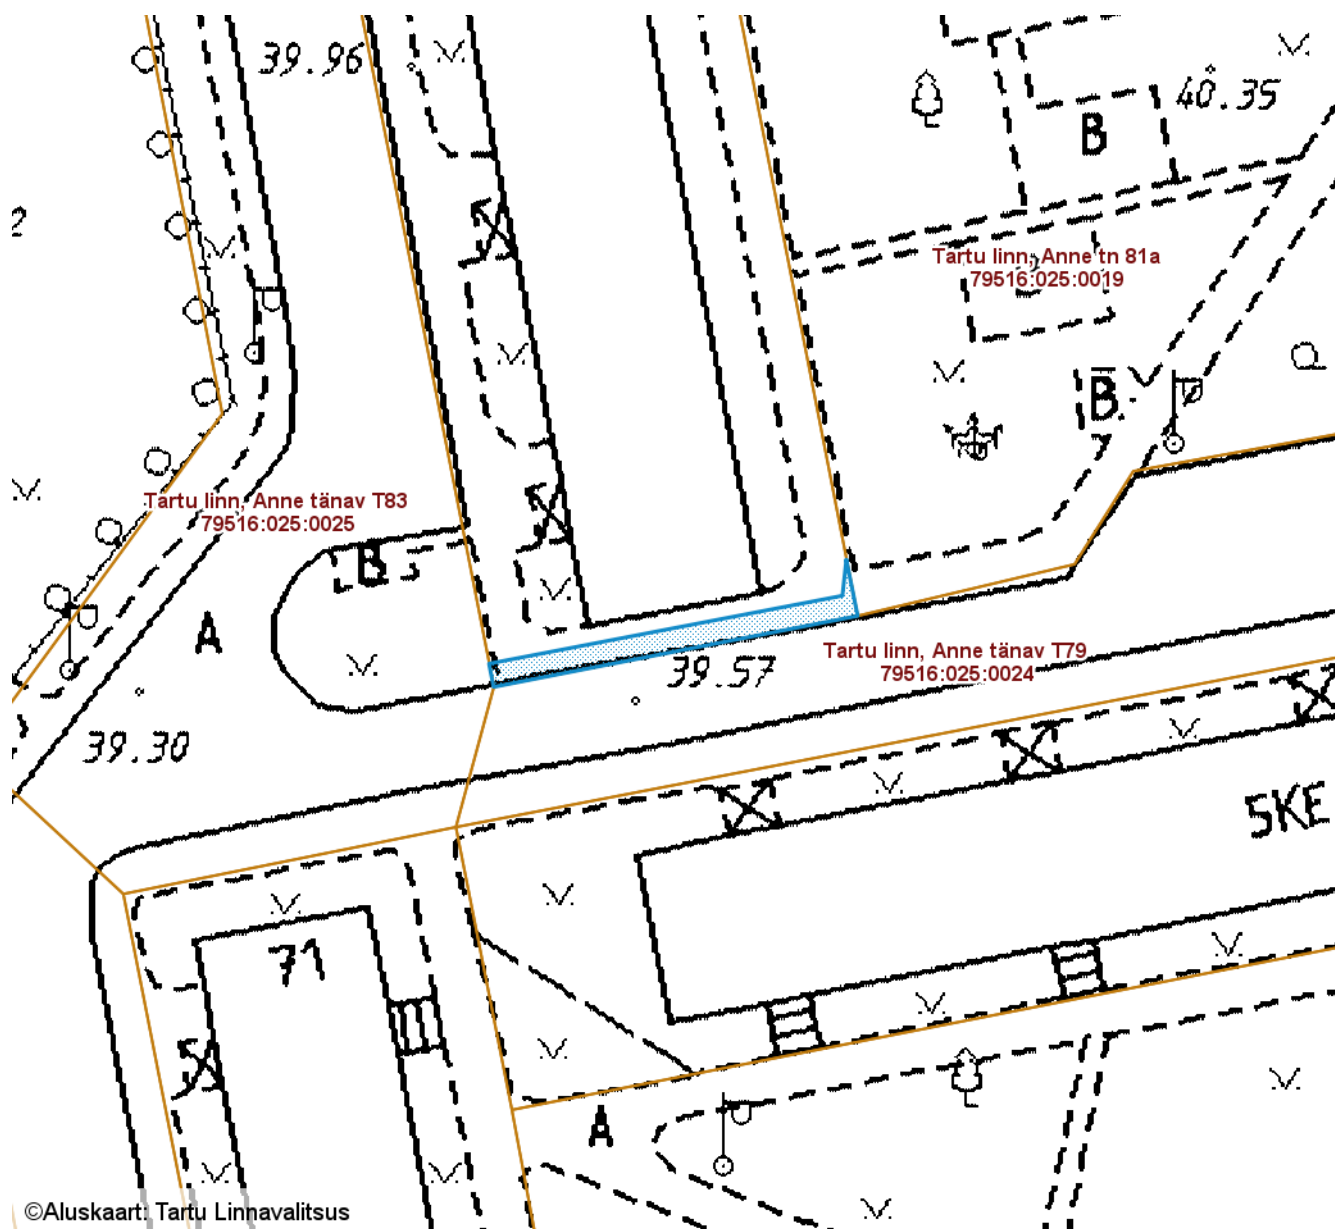 39.96
40.35
B
2
Tartu linn, Anne tn 81a
79516:025:0019
B
Tartu linn, Anne tänav T83
79516:025:0025
B
A
Tartu linn, Anne tänav T79
79516:025:0024
39.57
39.30
5KE
71
A
©Aluskaart: Tartu Linnavalitsus